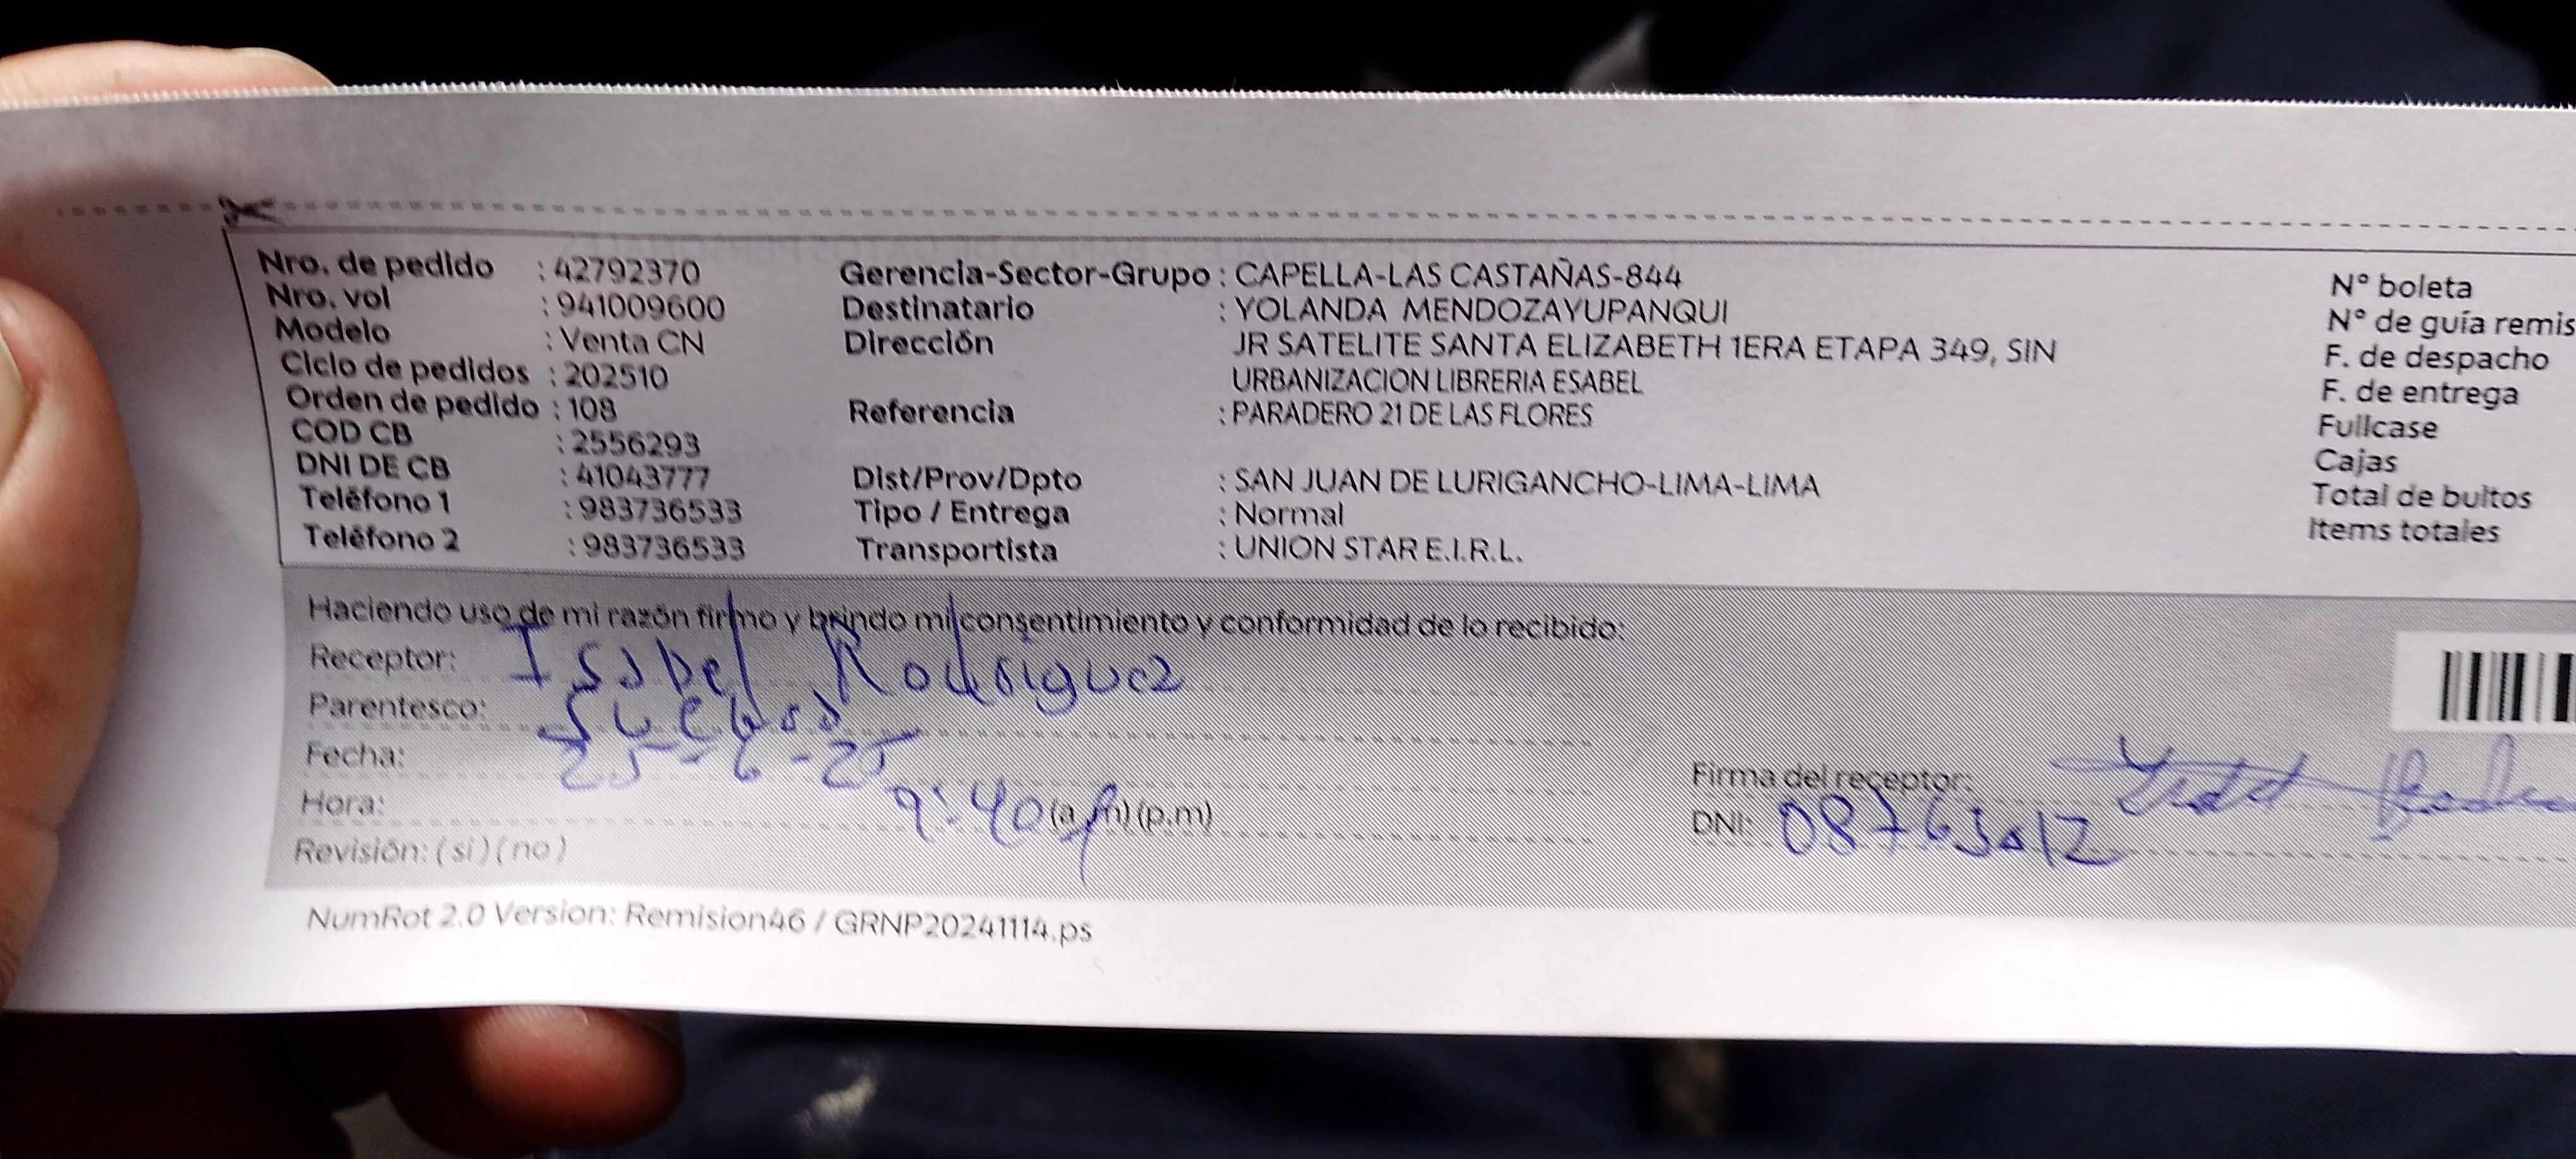 Nro. de pedido : 42792370 Gerencia-Sector-Grupo : CAPELLA-LAS CASTAÑAS-844 N° boleta
Nro. vol : 941009600 Destinatario : YOLANDA MENDOZAYUPANQUI N° de guía remis
Modelo : Venta CN Dirección JR SATELITE SANTA ELIZABETH 1ERA ETAPA 349, SIN F. de despacho
Ciclo de pedidos : 202510 URBANIZACION LIBRERIA ESABEL F. de entrega
Orden de pedido : 108 Referencia : PARADERO 21 DE LAS FLORES Fullcase
COD CB : 2556293 Cajas
DNI DE CB : 41043777 Dist/Prov/Dpto : SAN JUAN DE LURIGANCHO-LIMA-LIMA Total de bultos
Teléfono 1 : 983736533 Tipo / Entrega : Normal Items totales
Teléfono 2 : 983736533 Transportista : UNION STAR E.I.R.L.
Haciendo uso de mi razón firmo y brindo mi consentimiento y conformidad de lo recibido:
Receptor: Isabel Rodriguez
Parentesco:
Fecha: 25-6-25
Hora: 9:40 (a.m) (p.m) Firma del receptor:
Revisión: ( si ) ( no ) DNI:
NumRot 2.0 Version: Remision46 / GRNP20241114.ps